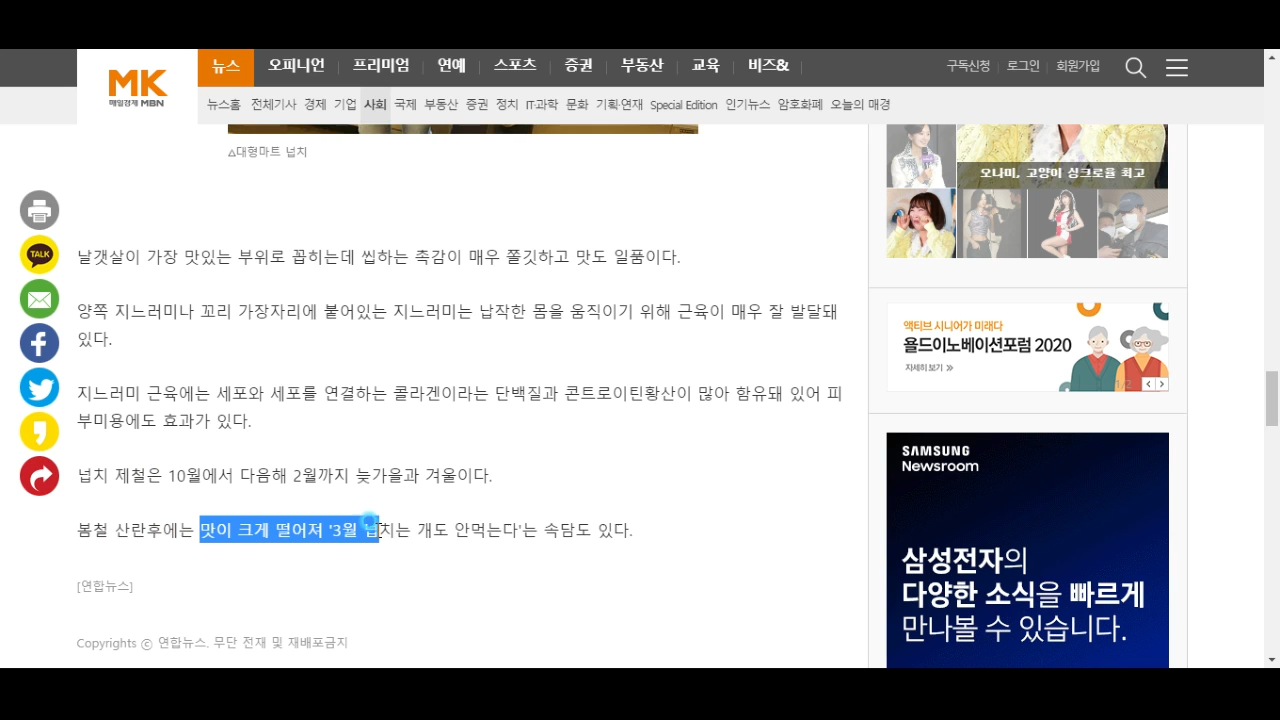 MK
매일경제 MBN
뉴스 오피니언 프리미엄 연예 스포츠 증권 부동산 교육 비즈&
구독신청 로그인 회원가입
뉴스홈 전체기사 경제 기업 사회 국제 부동산 증권 정치 IT·과학 문화 기획·연재 Special Edition 인기뉴스 암호화폐 오늘의 매경
△대형마트 넙치
TALK
날갯살이 가장 맛있는 부위로 꼽히는데 씹하는 촉감이 매우 쫄깃하고 맛도 일품이다.
양쪽 지느러미나 꼬리 가장자리에 붙어있는 지느러미는 납작한 몸을 움직이기 위해 근육이 매우 잘 발달돼
있다.
지느러미 근육에는 세포와 세포를 연결하는 콜라겐이라는 단백질과 콘트로이틴황산이 많아 함유돼 있어 피
부미용에도 효과가 있다.
넙치 제철은 10월에서 다음해 2월까지 늦가을과 겨울이다.
봄철 산란후에는 맛이 크게 떨어져 '3월 넙치는 개도 안먹는다'는 속담도 있다.
[연합뉴스]
Copyrights ⓒ 연합뉴스. 무단 전재 및 재배포금지
오나미, 고양이 싱크로율 최고
액티브 시니어가 미래다
욜드이노베이션포럼 2020
자세히 보기 »
1/2
SAMSUNG
Newsroom
삼성전자의
다양한 소식을 빠르게
만나볼 수 있습니다.